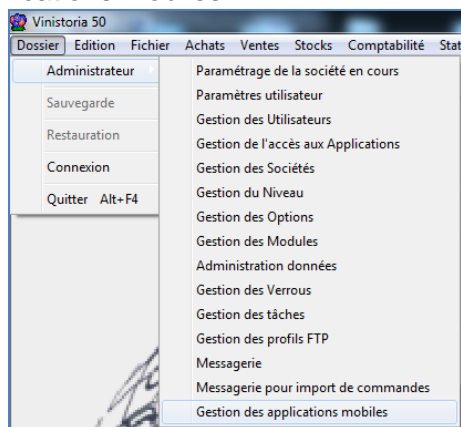 Vinistoria 50
Dossier Edition Fichier Achats Ventes Stocks Comptabilité Stat
Administrateur
Sauvegarde
Restauration
Connexion
Quitter Alt+F4
Paramétrage de la société en cours
Paramètres utilisateur
Gestion des Utilisateurs
Gestion de l'accès aux Applications
Gestion des Sociétés
Gestion du Niveau
Gestion des Options
Gestion des Modules
Administration données
Gestion des Verrous
Gestion des tâches
Gestion des profils FTP
Messagerie
Messagerie pour import de commandes
Gestion des applications mobiles